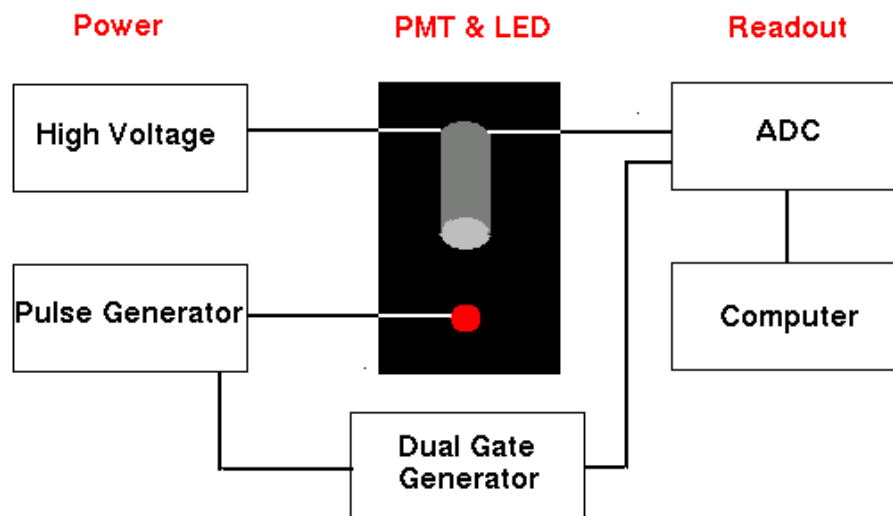 Power
PMT & LED
Readout
High Voltage
ADC
Pulse Generator
Computer
Dual Gate
Generator